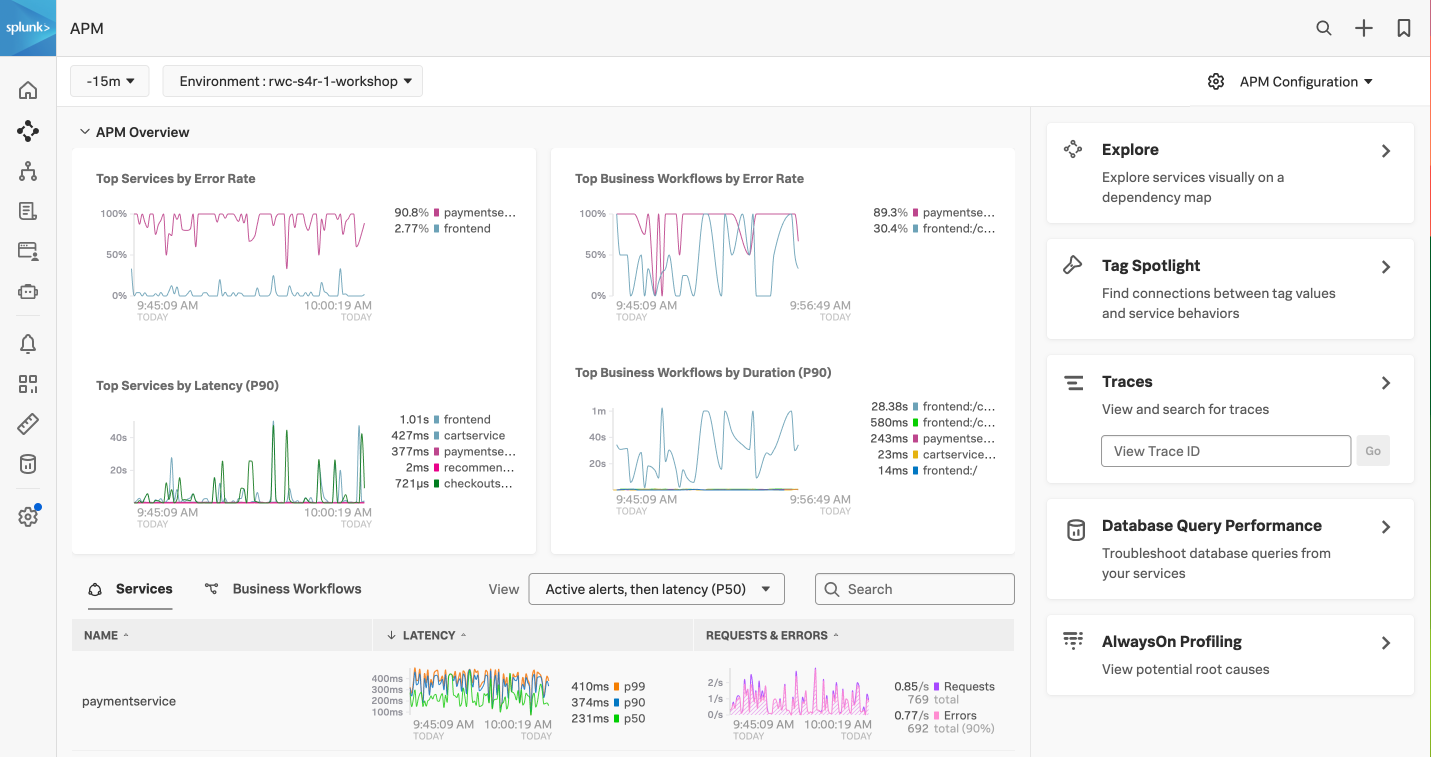 splunk>
APM
-15m
Environment : rwc-s4r-1-workshop
APM Configuration
APM Overview
Top Services by Error Rate
100%
50%
0%
9:45:09 AM
TODAY
10:00:19 AM
TODAY
90.8% paymentse...
2.77% frontend
Top Business Workflows by Error Rate
100%
50%
0%
9:45:09 AM
TODAY
9:56:49 AM
TODAY
89.3% paymentse...
30.4% frontend:/c...
Top Services by Latency (P90)
40s
20s
9:45:09 AM
TODAY
10:00:19 AM
TODAY
1.01s frontend
427ms cartservice
377ms paymentse...
2ms recommen...
721µs checkouts...
Top Business Workflows by Duration (P90)
1m
40s
20s
9:45:09 AM
TODAY
9:56:49 AM
TODAY
28.38s frontend:/c...
580ms frontend:/c...
243ms paymentse...
23ms cartservice...
14ms frontend:/
Services
Business Workflows
View
Active alerts, then latency (P50)
Search
NAME
LATENCY
REQUESTS & ERRORS
paymentservice
400ms
300ms
200ms
100ms
9:45:09 AM
TODAY
10:00:19 AM
TODAY
410ms p99
374ms p90
231ms p50
2/s
1/s
0/s
9:45:09 AM
TODAY
10:00:19 AM
TODAY
0.85/s Requests
769 total
0.77/s Errors
692 total (90%)
Explore
Explore services visually on a
dependency map
Tag Spotlight
Find connections between tag values
and service behaviors
Traces
View and search for traces
View Trace ID
Go
Database Query Performance
Troubleshoot database queries from
your services
AlwaysOn Profiling
View potential root causes